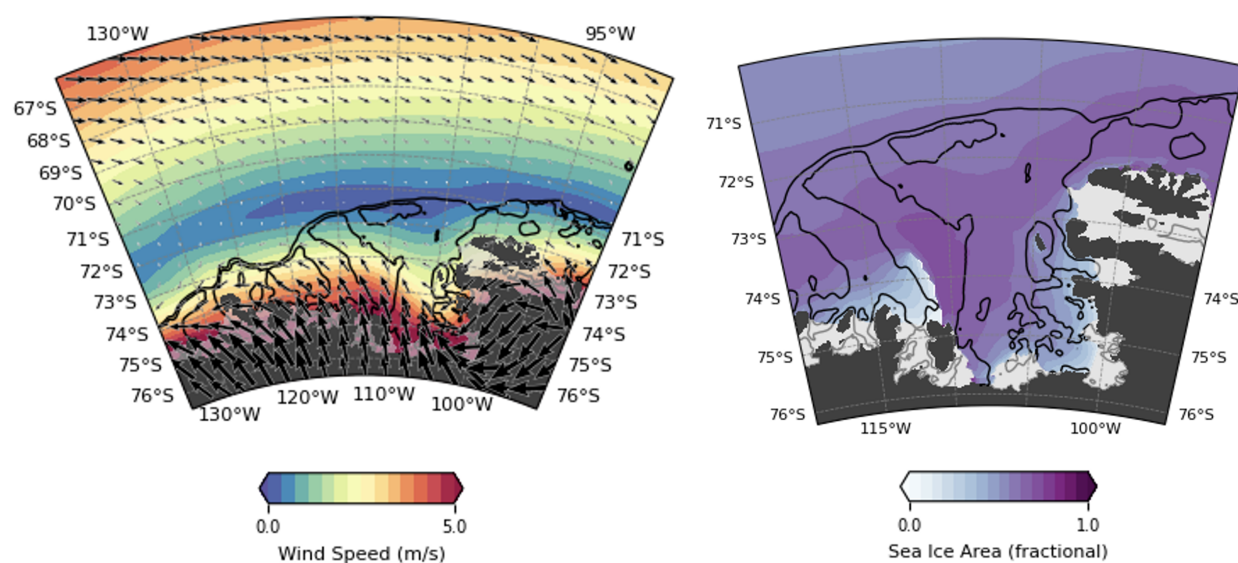 130°W
95°W
67°S
68°S
69°S
70°S
71°S
72°S
73°S
74°S
75°S
76°S
71°S
72°S
73°S
74°S
75°S
76°S
130°W
120°W
110°W
100°W
0.0
5.0
Wind Speed (m/s)
71°S
72°S
73°S
74°S
75°S
76°S
74°S
75°S
76°S
115°W
100°W
0.0
1.0
Sea Ice Area (fractional)